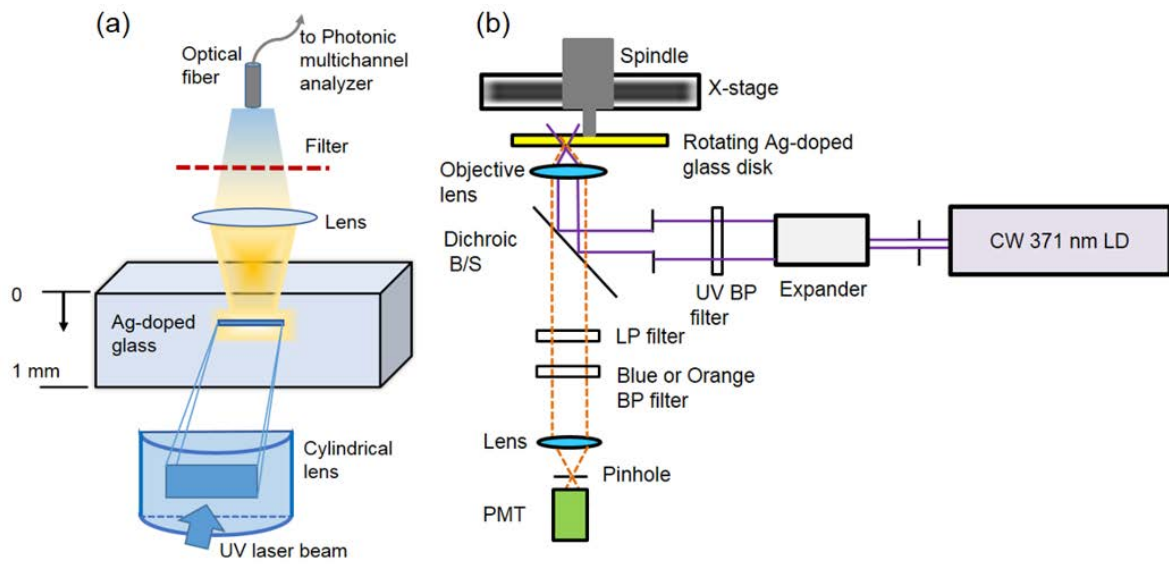 (a)
to Photonic
multichannel
analyzer
Optical
fiber
Filter
Lens
0
Ag-doped
glass
1 mm
Cylindrical
lens
UV laser beam
(b)
Spindle
X-stage
Rotating Ag-doped
glass disk
Objective
lens
Dichroic
B/S
UV BP
filter
Expander
CW 371 nm LD
LP filter
Blue or Orange
BP filter
Lens
Pinhole
PMT